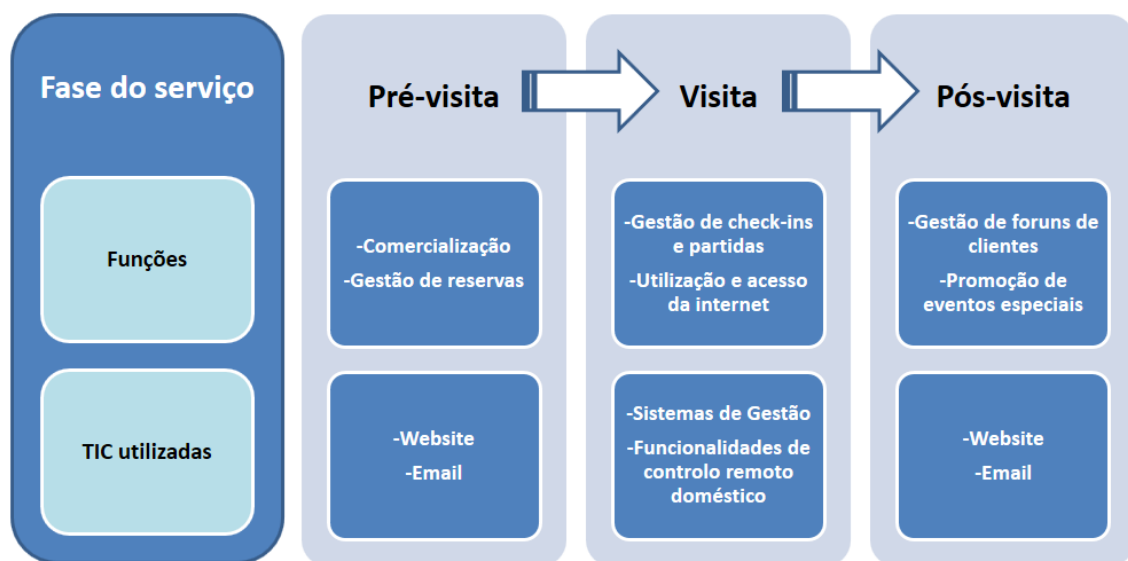 Fase do serviço
Pré-visita
Visita
Pós-visita
Funções
-Comercialização
-Gestão de reservas
-Gestão de check-ins
e partidas
-Utilização e acesso
da internet
-Gestão de foruns de
clientes
-Promoção de
eventos especiais
TIC utilizadas
-Website
-Email
-Sistemas de Gestão
-Funcionalidades de
controlo remoto
doméstico
-Website
-Email